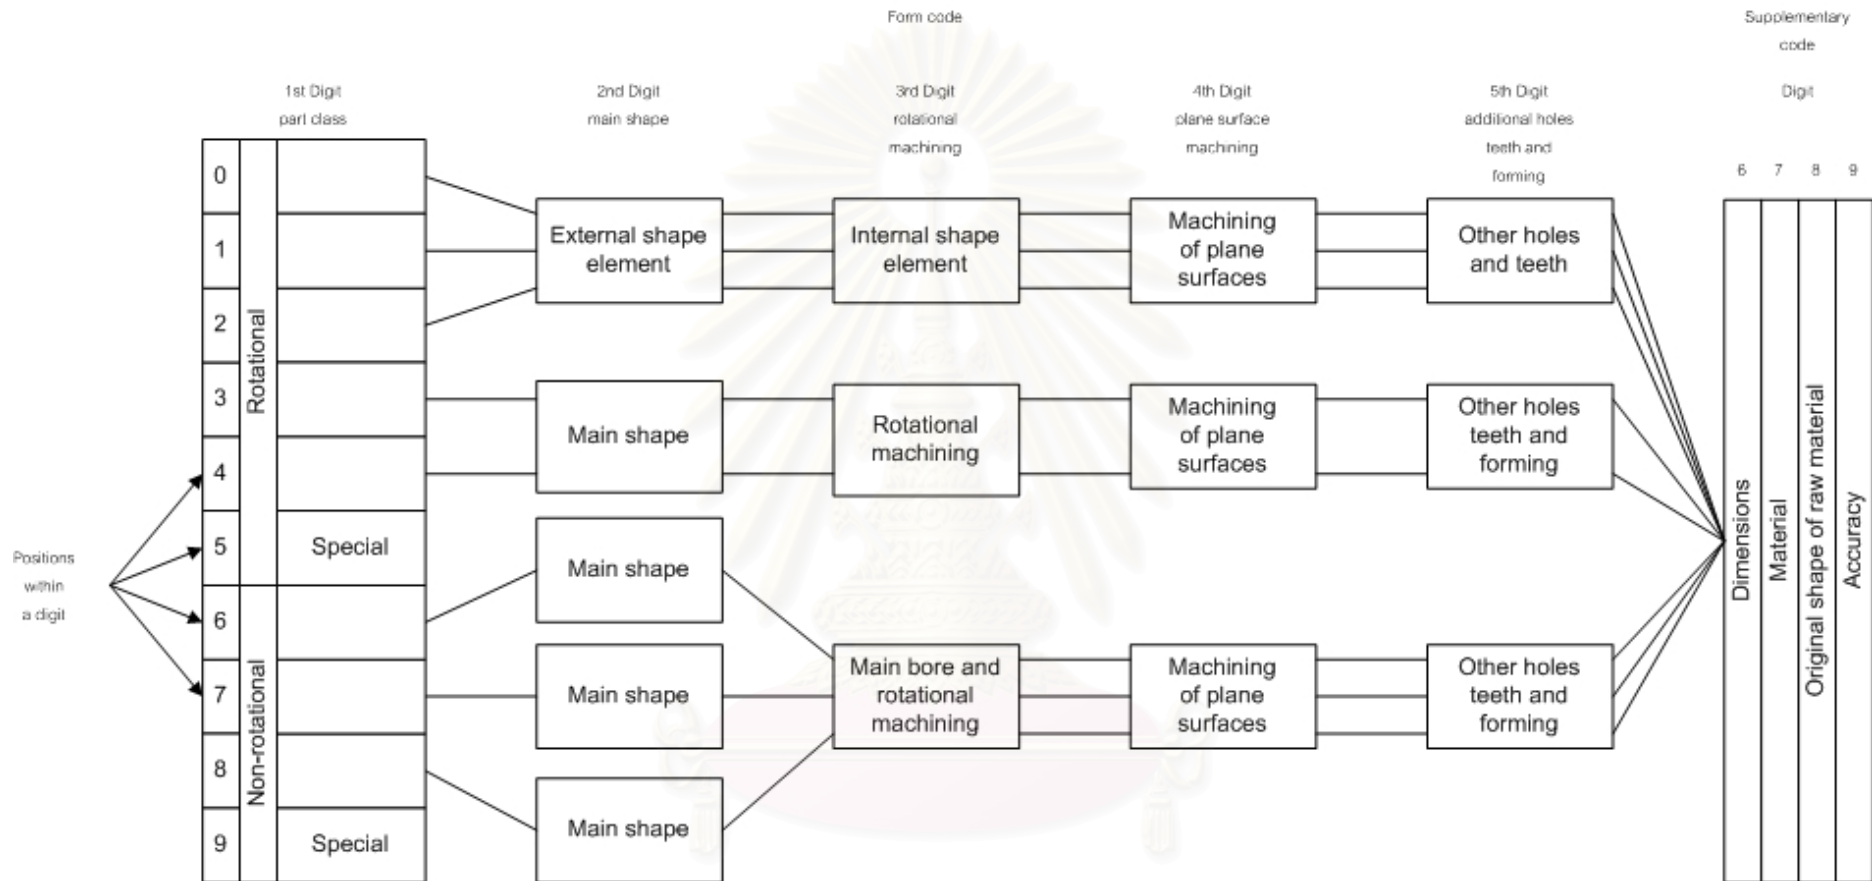 Form code
Supplementary
code
1st Digit
part class
2nd Digit
main shape
3rd Digit
rotational
machining
4th Digit
plane surface
machining
5th Digit
additional holes
teeth and
forming
Digit
6 7 8 9
0
1
2
3
4
5
6
7
8
9
Rotational
Non-rotational
Special
Special
Positions
within
a digit
External shape
element
Internal shape
element
Machining
of plane
surfaces
Other holes
and teeth
Main shape
Rotational
machining
Machining
of plane
surfaces
Other holes
teeth and
forming
Main shape
Main shape
Main shape
Main bore and
rotational
machining
Machining
of plane
surfaces
Other holes
teeth and
forming
Dimensions
Material
Original shape of raw material
Accuracy